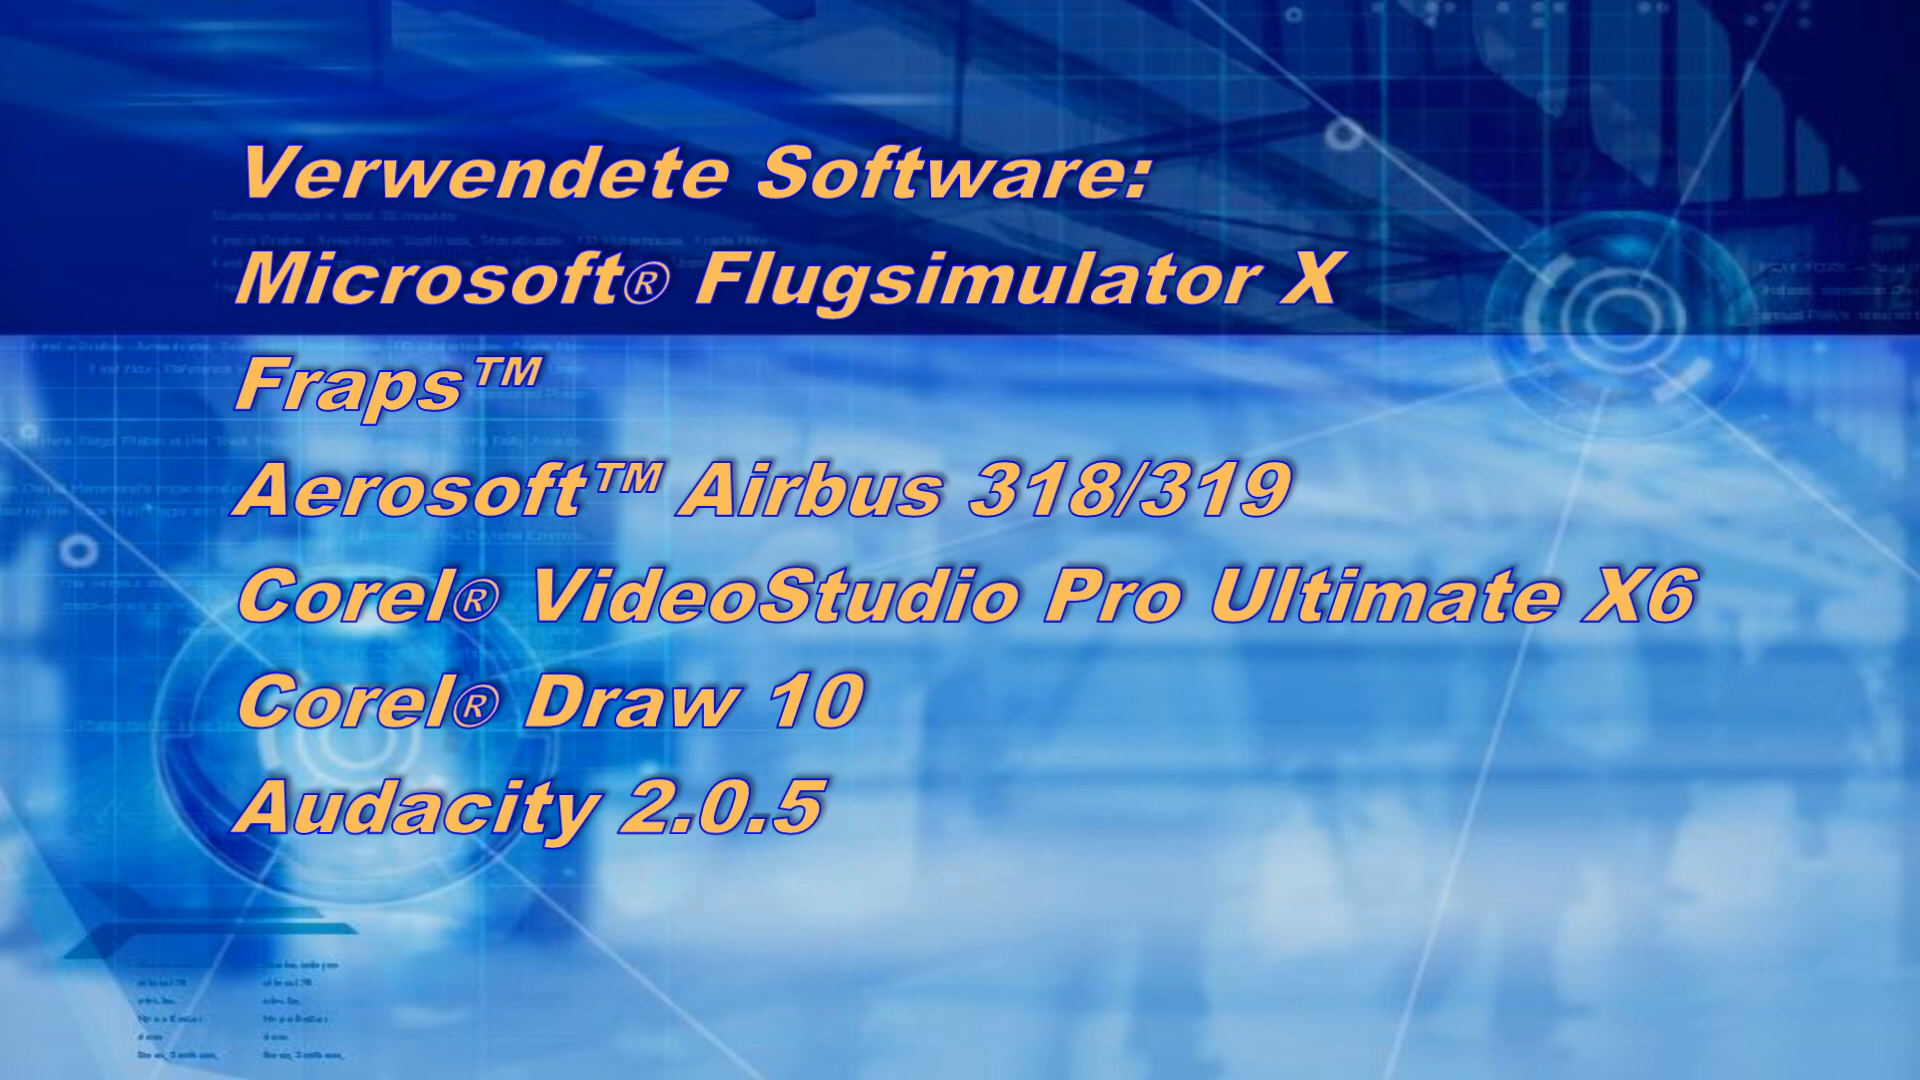 Verwendete Software:
Microsoft® Flugsimulator X
Fraps™
Aerosoft™ Airbus 318/319
Corel® VideoStudio Pro Ultimate X6
Corel® Draw 10
Audacity 2.0.5